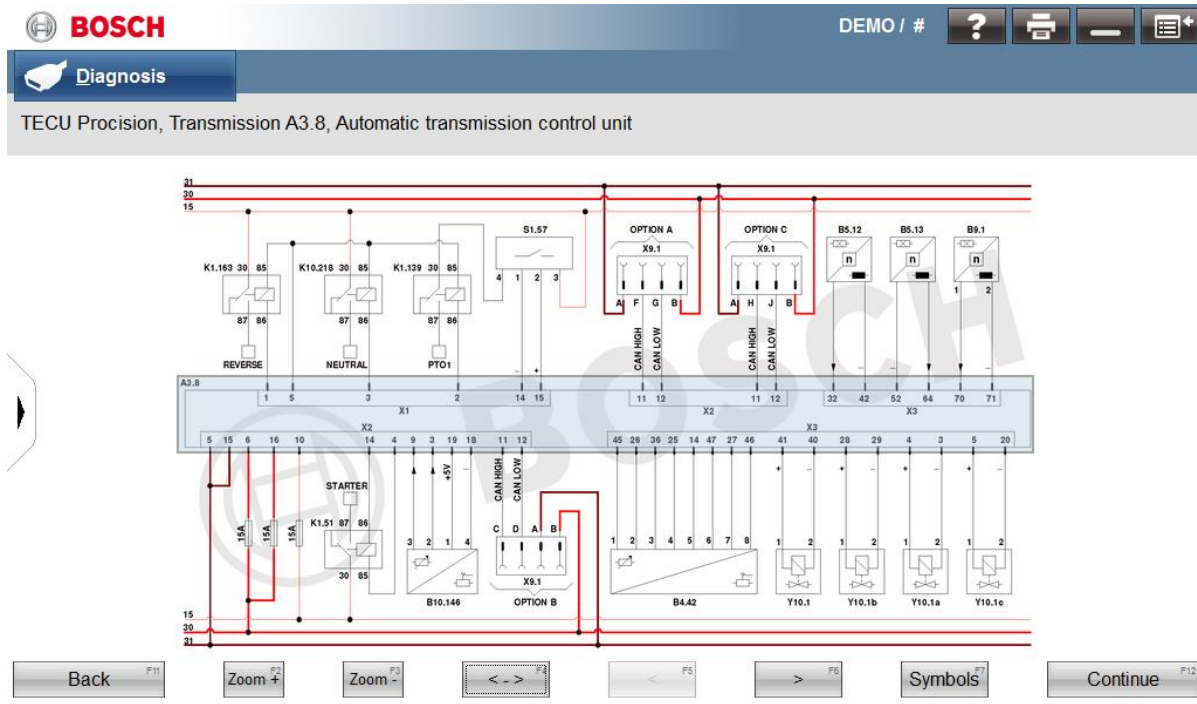 BOSCH
DEMO / # ?
Diagnosis
TECU Procision, Transmission A3.8, Automatic transmission control unit
31
30
15
S1.57 OPTION A OPTION C B5.12 B5.13 B9.1
X9.1 X9.1
n n n
K1.163 30 85 K10.218 30 85 K1.139 30 85
4 1 2 3
1 2
A F G B A H J B
87 86 87 86 87 86
CAN HIGH CAN LOW CAN HIGH CAN LOW
REVERSE NEUTRAL PTO1 - + - - -
A3.8
1 5 3 2 14 15 11 12 11 12 32 42 52 64 70 71
X1 X2 X3
BOSCH
X2 X3
5 15 6 16 10 14 4 9 3 19 18 11 12 45 26 36 25 14 47 27 46 41 40 28 29 4 3 5 20
+5V - CAN HIGH CAN LOW + - + - + - + -
STARTER
15A 15A 15A
K1.51 87 86
C D A B
3 2 1 4 1 2 3 4 5 6 7 8 1 2 1 2 1 2 1 2
30 85
X9.1
B10.146 OPTION B B4.42 Y10.1 Y10.1b Y10.1a Y10.1c
15
30
31
Back F11 Zoom + F2 Zoom - F3 < - > F4 < F5 > F6 Symbols F7 Continue F12